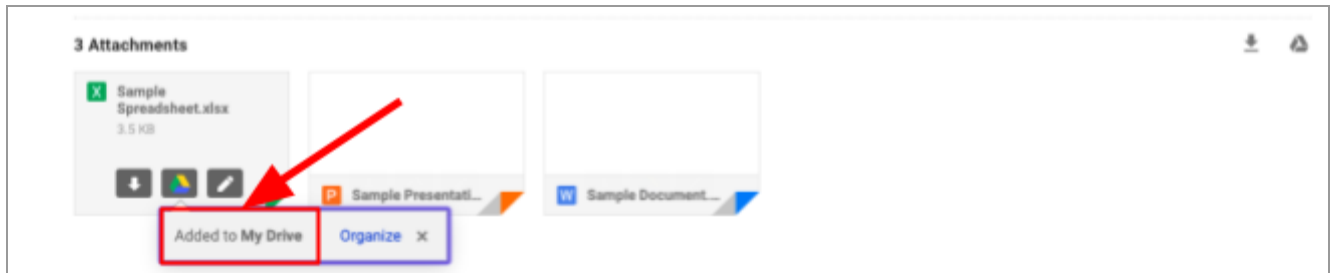 3 Attachments
X Sample
Spreadsheet.xlsx
3.5 KB
P Sample Presentati...
W Sample Document....
Added to My Drive Organize ×